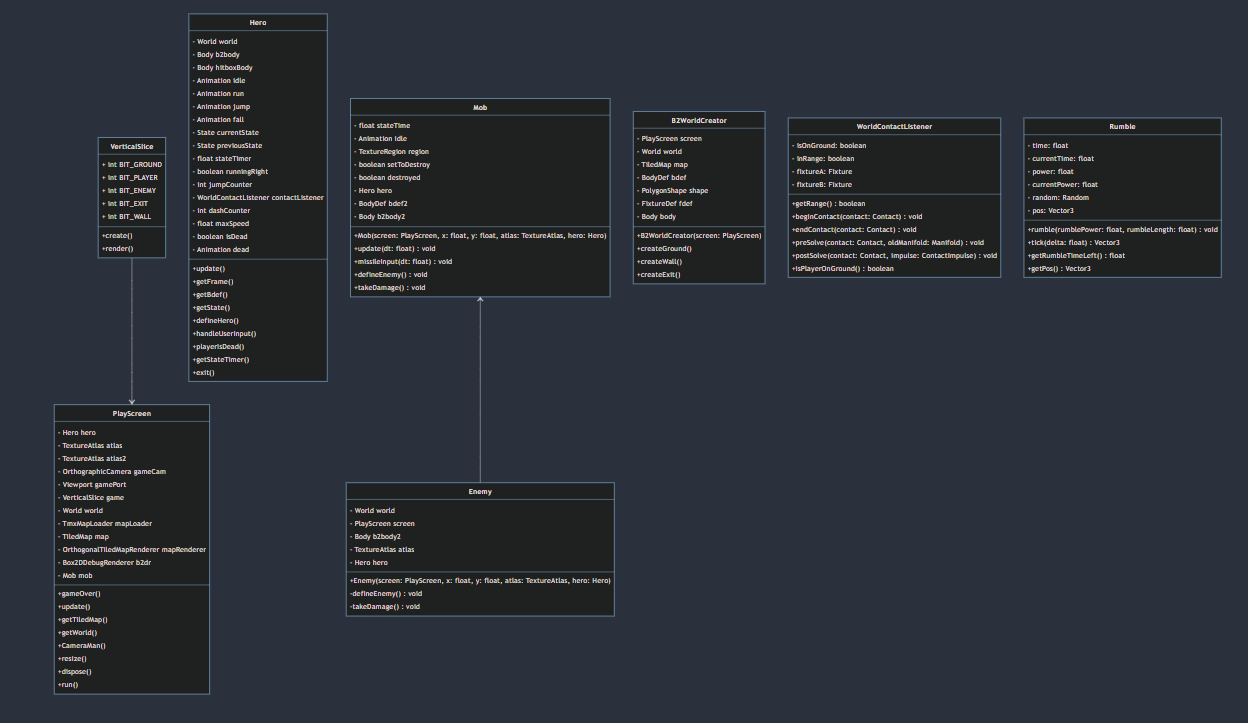 VerticalSlice
+ int BIT_GROUND
+ int BIT_PLAYER
+ int BIT_ENEMY
+ int BIT_EXIT
+ int BIT_WALL
+create()
+render()
Hero
- World world
- Body b2body
- Body hitboxBody
- Animation idle
- Animation run
- Animation jump
- Animation fall
- State currentState
- State previousState
- float stateTimer
- boolean runningRight
- int jumpCounter
- WorldContactListener contactListener
- int dashCounter
- float maxSpeed
- boolean isDead
- Animation dead
+update()
+getFrame()
+getBdef()
+getState()
+defineHero()
+handleUserInput()
+playerIsDead()
+getStateTimer()
+exit()
Mob
- float stateTime
- Animation idle
- TextureRegion region
- boolean setToDestroy
- boolean destroyed
- Hero hero
- BodyDef bdef2
- Body b2body2
+Mob(screen: PlayScreen, x: float, y: float, atlas: TextureAtlas, hero: Hero)
+update(dt: float) : void
+missileInput(dt: float) : void
+defineEnemy() : void
+takeDamage() : void
B2WorldCreator
- PlayScreen screen
- World world
- TiledMap map
- BodyDef bdef
- PolygonShape shape
- FixtureDef fdef
- Body body
+B2WorldCreator(screen: PlayScreen)
+createGround()
+createWall()
+createExit()
WorldContactListener
- isOnGround: boolean
- inRange: boolean
- fixtureA: Fixture
- fixtureB: Fixture
+getRange() : boolean
+beginContact(contact: Contact) : void
+endContact(contact: Contact) : void
+preSolve(contact: Contact, oldManifold: Manifold) : void
+postSolve(contact: Contact, impulse: ContactImpulse) : void
+isPlayerOnGround() : boolean
Rumble
- time: float
- currentTime: float
- power: float
- currentPower: float
- random: Random
- pos: Vector3
+rumble(rumblePower: float, rumbleLength: float) : void
+tick(delta: float) : Vector3
+getRumbleTimeLeft() : float
+getPos() : Vector3
PlayScreen
- Hero hero
- TextureAtlas atlas
- TextureAtlas atlas2
- OrthographicCamera gameCam
- Viewport gamePort
- VerticalSlice game
- World world
- TmxMapLoader mapLoader
- TiledMap map
- OrthogonalTiledMapRenderer mapRenderer
- Box2DDebugRenderer b2dr
- Mob mob
+gameOver()
+update()
+getTiledMap()
+getWorld()
+CameraMan()
+resize()
+dispose()
+run()
Enemy
- World world
- PlayScreen screen
- Body b2body2
- TextureAtlas atlas
- Hero hero
+Enemy(screen: PlayScreen, x: float, y: float, atlas: TextureAtlas, hero: Hero)
-defineEnemy() : void
-takeDamage() : void